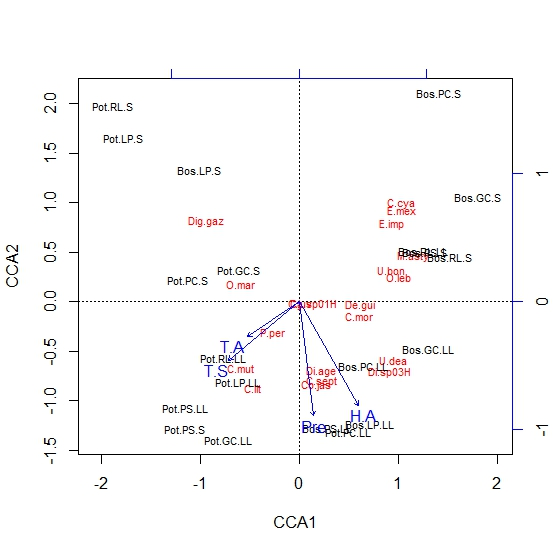 Bos.PC.S
Pot.RL.S
Pot.LP.S
Bos.LP.S
Bos.GC.S
C.cya
E.mex
Dig.gaz
E.imp
Bos.RL.S
Pot.GC.S
U.bon
Pot.PC.S
O.leb
O.mar
De.gui
C.mor
P.per
T.A
Bos.GC.LL
Pot.RL.LL
U.dea
Pot.PC.LL
C.mut
T.S
Di.age
Di.sp03H
Pot.LP.LL
C.sept
Co.jas
C.lit
Pot.PS.LL
H.A
Pre
Bos.LP.LL
Pot.PS.S
Pot.PC.LL
Pot.GC.LL
2.0
1.5
1.0
0.5
0.0
-0.5
-1.0
-1.5
CCA2
1
0
-1
-2
-1
0
1
2
CCA1